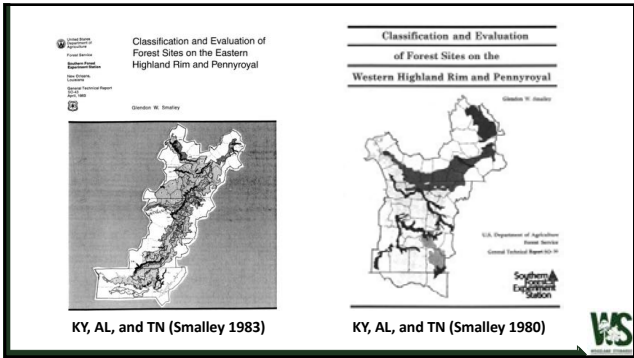 United States
Department of
Agriculture
Forest Service
Southern Forest
Experiment Station
New Orleans,
Louisiana
General Technical Report
April, 1983
Classification and Evaluation of
Forest Sites on the Eastern
Highland Rim and Pennyroyal
Glendon W. Smalley
KY, AL, and TN (Smalley 1983)
Classification and Evaluation
of Forest Sites on the
Western Highland Rim and Pennyroyal
Glendon W. Smalley
U.S. Department of Agriculture
Forest Service
General Technical Report SO-30
Southern
Forest
Experiment
Station
KY, AL, and TN (Smalley 1980)
WS